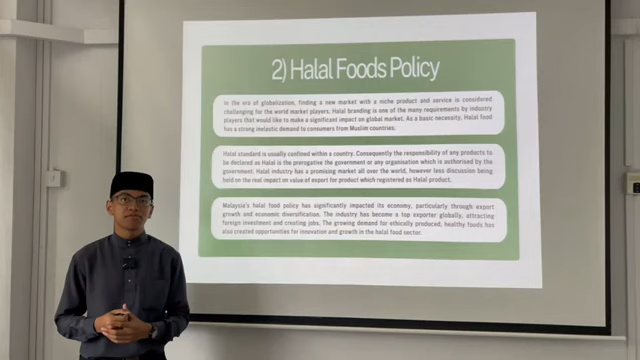 2) Halal Foods Policy
In the era of globalization, finding a new market with a niche product and service is considered
challenging for the world market players. Halal branding is one of the many requirements by industry
players that would like to make a significant impact on global market. As a basic necessity, Halal food
has a strong inelastic demand to consumers from Muslim countries.
Halal standard is usually confined within a country. Consequently the responsibility of any products to
be declared as Halal is the prerogative the government or any organisation which is authorised by the
government. Halal industry has a promising market all over the world, however less discussion being
held on the real impact on value of export for product which registered as Halal product.
Malaysia's halal food policy has significantly impacted its economy, particularly through export
growth and economic diversification. The industry has become a top exporter globally, attracting
foreign investment and creating jobs. The growing demand for ethically produced, healthy foods has
also created opportunities for innovation and growth in the halal food sector.